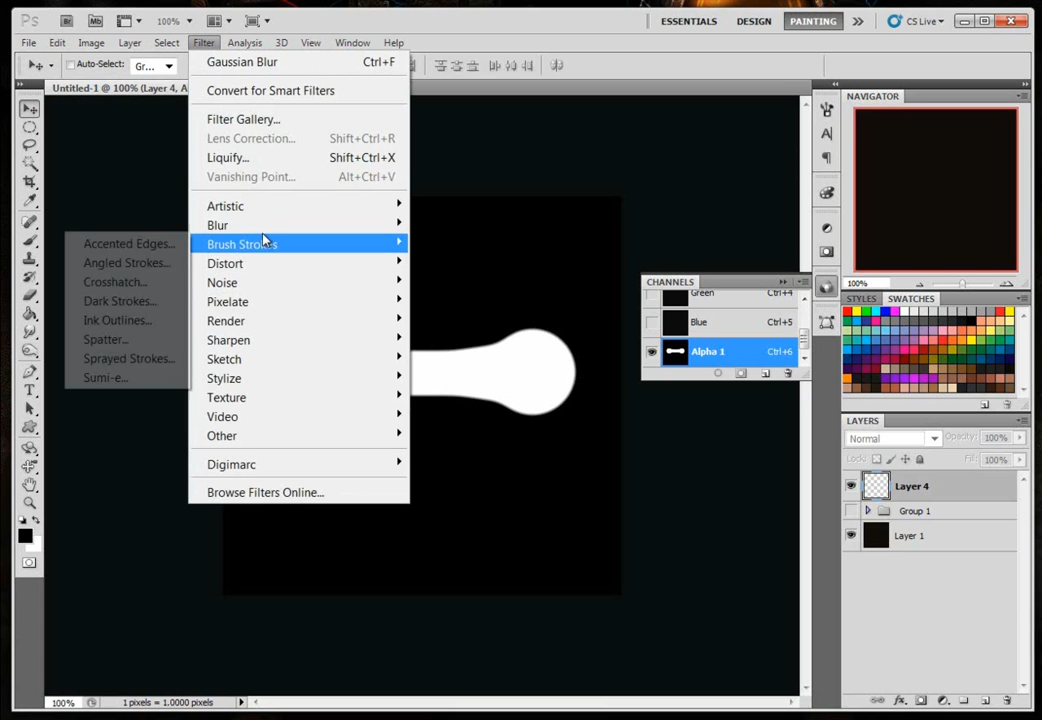 Ps Br Mb 100% ESSENTIALS DESIGN PAINTING CS Live
File Edit Image Layer Select Filter Analysis 3D View Window Help
Auto-Select: Gr...
Untitled-1 @ 100% (Layer 4, A
Gaussian Blur Ctrl+F
Convert for Smart Filters
Filter Gallery...
Lens Correction... Shift+Ctrl+R
Liquify... Shift+Ctrl+X
Vanishing Point... Alt+Ctrl+V
Artistic
Blur
Brush Strokes
Distort
Noise
Pixelate
Render
Sharpen
Sketch
Stylize
Texture
Video
Other
Digimarc
Browse Filters Online...
Accented Edges...
Angled Strokes...
Crosshatch...
Dark Strokes...
Ink Outlines...
Spatter...
Sprayed Strokes...
Sumi-e...
CHANNELS
Green Ctrl+4
Blue Ctrl+5
Alpha 1 Ctrl+6
NAVIGATOR
100%
STYLES SWATCHES
LAYERS
Normal Opacity: 100%
Lock: Fill: 100%
Layer 4
Group 1
Layer 1
100% 1 pixels = 1.0000 pixels